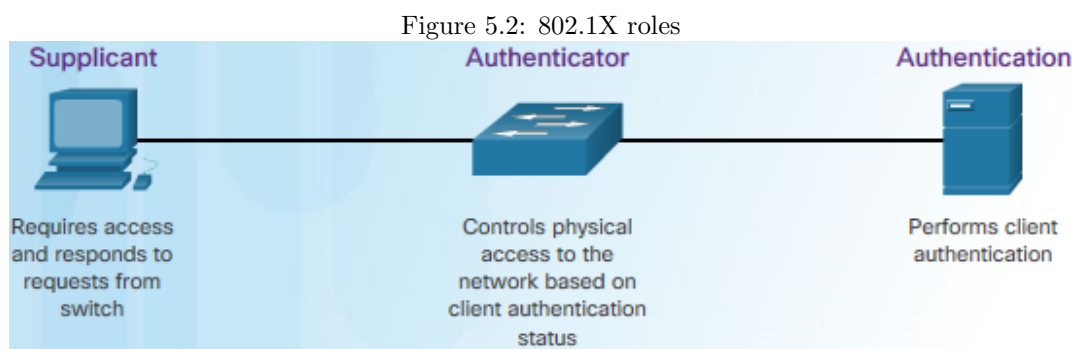 Figure 5.2: 802.1X roles
Supplicant
Authenticator
Authentication
Requires access
and responds to
requests from
switch
Controls physical
access to the
network based on
client authentication
status
Performs client
authentication